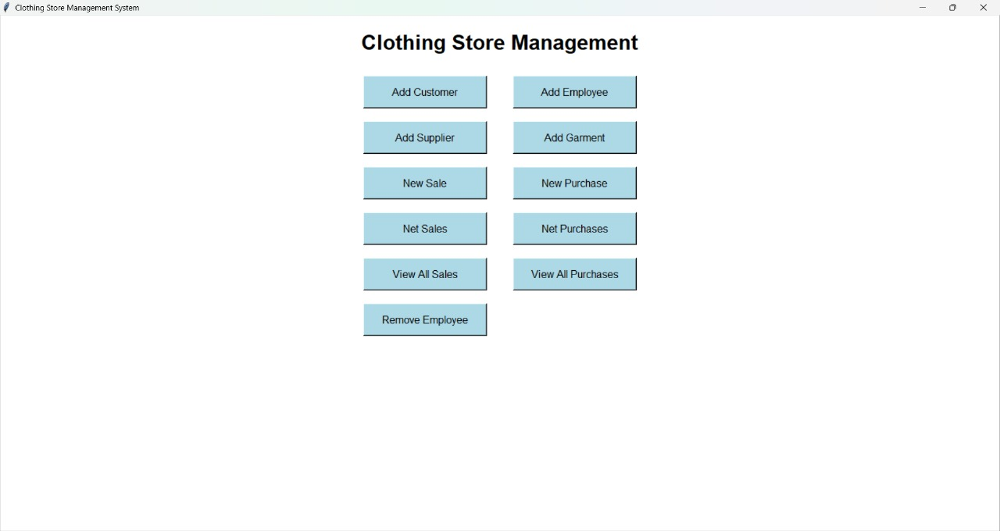 Clothing Store Management System
Clothing Store Management
Add Customer
Add Employee
Add Supplier
Add Garment
New Sale
New Purchase
Net Sales
Net Purchases
View All Sales
View All Purchases
Remove Employee